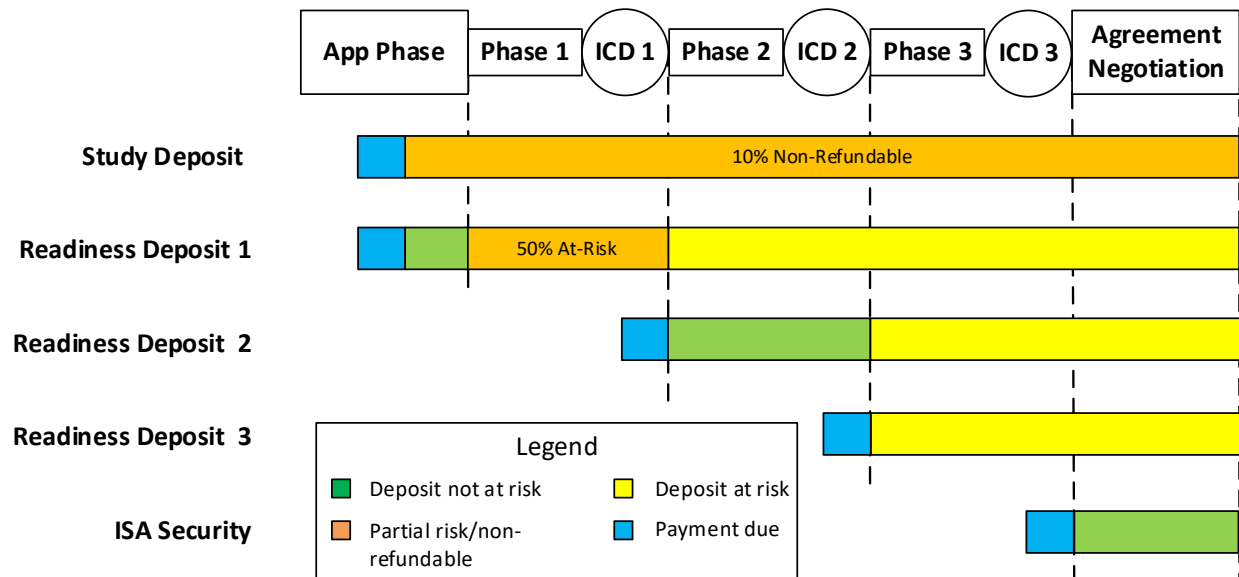 App Phase
Phase 1
ICD 1
Phase 2
ICD 2
Phase 3
ICD 3
Agreement
Negotiation
Study Deposit
10% Non-Refundable
Readiness Deposit 1
50% At-Risk
Readiness Deposit 2
Readiness Deposit 3
ISA Security
Legend
Deposit not at risk
Deposit at risk
Partial risk/non-
refundable
Payment due